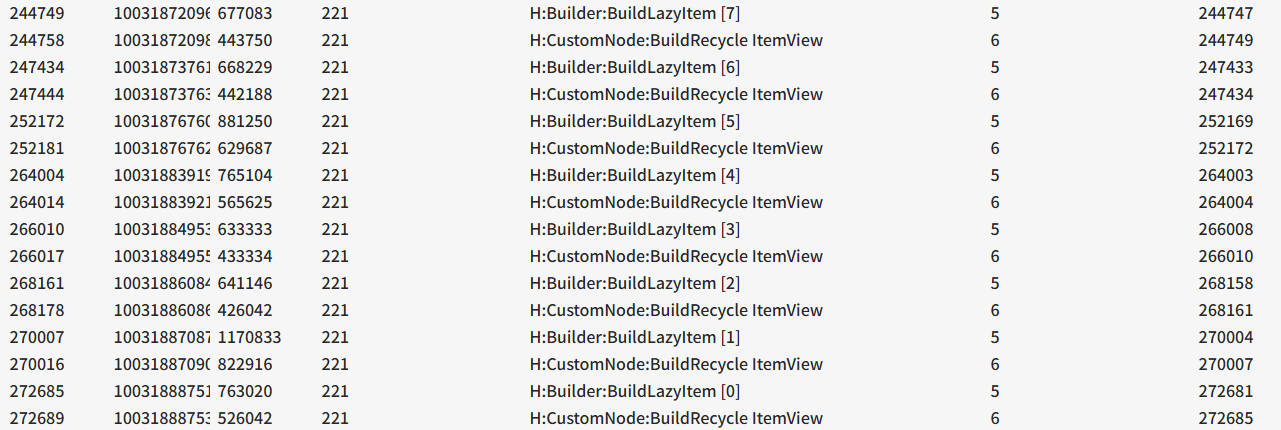 244749 10031872096 677083 221 H:Builder:BuildLazyItem [7] 5 244747
244758 10031872098 443750 221 H:CustomNode:BuildRecycle ItemView 6 244749
247434 10031873761 668229 221 H:Builder:BuildLazyItem [6] 5 247433
247444 10031873763 442188 221 H:CustomNode:BuildRecycle ItemView 6 247434
252172 10031876760 881250 221 H:Builder:BuildLazyItem [5] 5 252169
252181 10031876762 629687 221 H:CustomNode:BuildRecycle ItemView 6 252172
264004 10031883919 765104 221 H:Builder:BuildLazyItem [4] 5 264003
264014 10031883921 565625 221 H:CustomNode:BuildRecycle ItemView 6 264004
266010 10031884953 633333 221 H:Builder:BuildLazyItem [3] 5 266008
266017 10031884955 433334 221 H:CustomNode:BuildRecycle ItemView 6 266010
268161 10031886084 641146 221 H:Builder:BuildLazyItem [2] 5 268158
268178 10031886086 426042 221 H:CustomNode:BuildRecycle ItemView 6 268161
270007 10031887087 1170833 221 H:Builder:BuildLazyItem [1] 5 270004
270016 10031887090 822916 221 H:CustomNode:BuildRecycle ItemView 6 270007
272685 10031888751 763020 221 H:Builder:BuildLazyItem [0] 5 272681
272689 10031888753 526042 221 H:CustomNode:BuildRecycle ItemView 6 272685